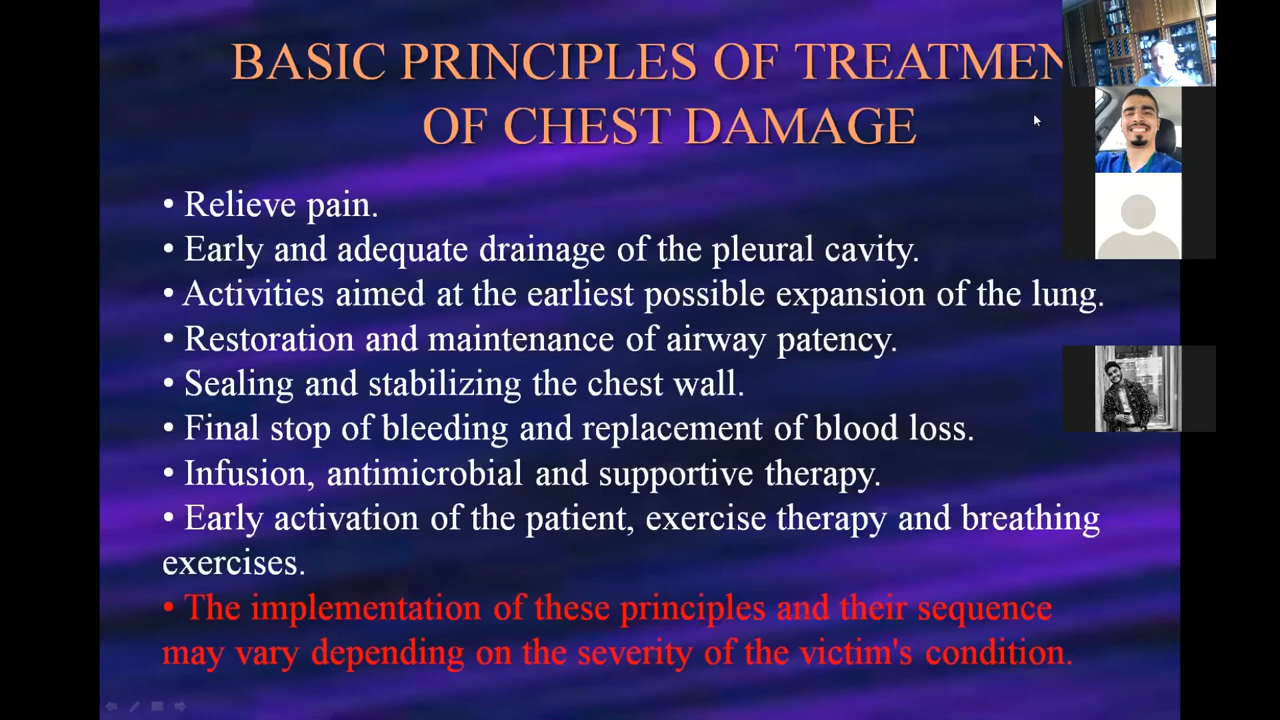 BASIC PRINCIPLES OF TREATMEN
OF CHEST DAMAGE
• Relieve pain.
• Early and adequate drainage of the pleural cavity.
• Activities aimed at the earliest possible expansion of the lung.
• Restoration and maintenance of airway patency.
• Sealing and stabilizing the chest wall.
• Final stop of bleeding and replacement of blood loss.
• Infusion, antimicrobial and supportive therapy.
• Early activation of the patient, exercise therapy and breathing
exercises.
• The implementation of these principles and their sequence
may vary depending on the severity of the victim's condition.